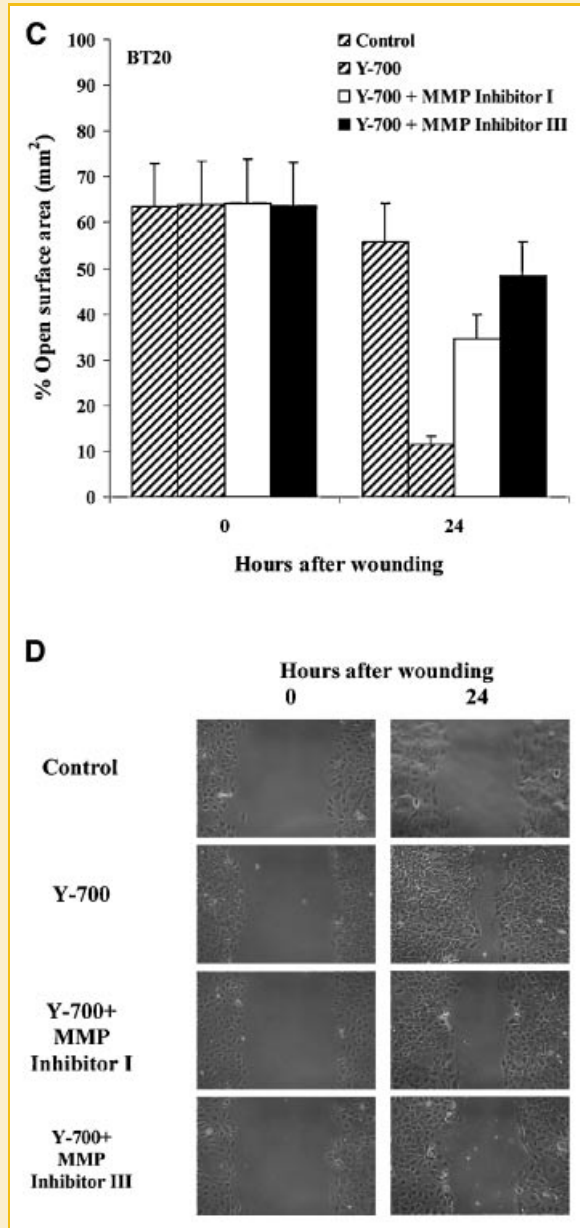 C
BT20
Control
Y-700
Y-700 + MMP Inhibitor I
Y-700 + MMP Inhibitor III
100
90
80
70
60
50
40
30
20
10
0
% Open surface area (mm²)
0 24
Hours after wounding
D
Hours after wounding
0 24
Control
Y-700
Y-700+
MMP
Inhibitor I
Y-700+
MMP
Inhibitor III